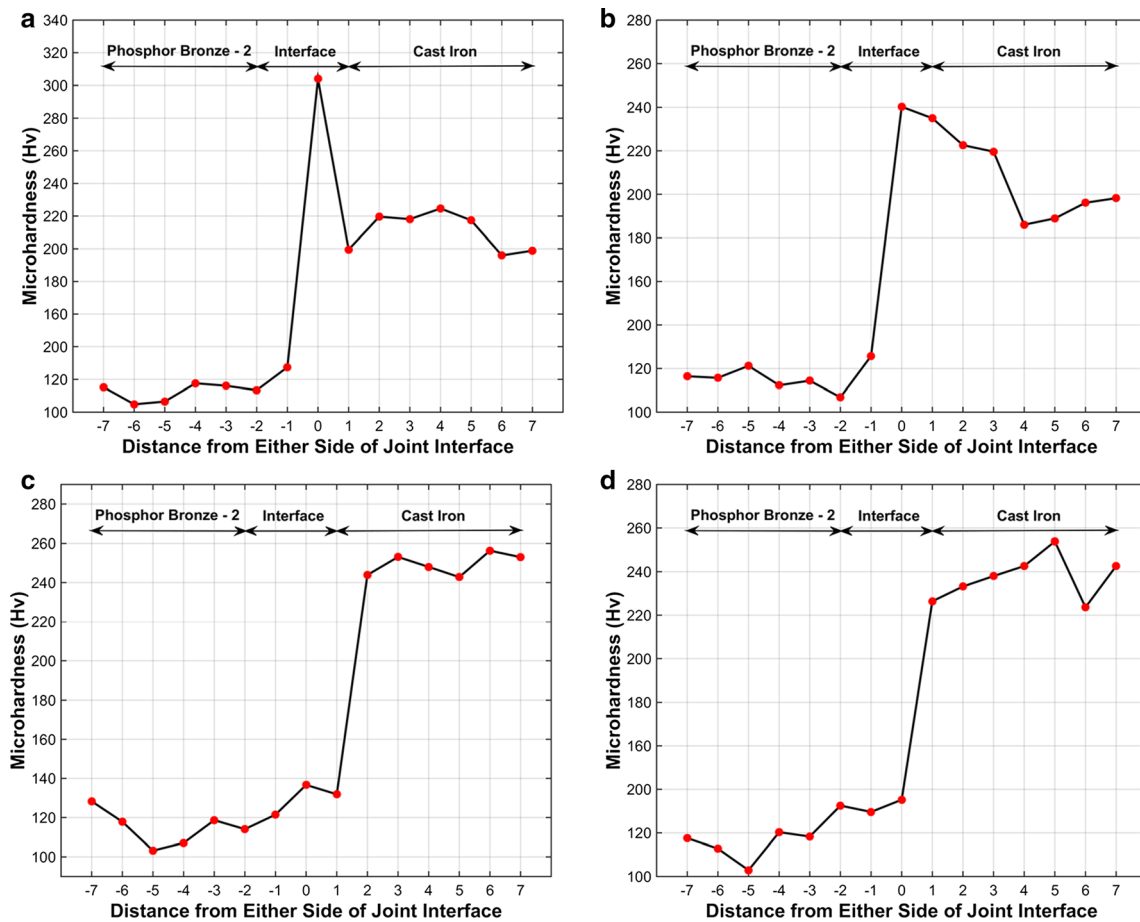 a
Microhardness (Hv)
340
320
300
280
260
240
220
200
180
160
200
120
100
Phosphor Bronze - 2 Interface Cast Iron
-7 -6 -5 -4 -3 -2 -1 0 1 2 3 4 5 6 7
Distance from Either Side of Joint Interface
b
Microhardness (Hv)
280
260
240
220
200
180
160
200
120
100
Phosphor Bronze - 2 Interface Cast Iron
-7 -6 -5 -4 -3 -2 -1 0 1 2 3 4 5 6 7
Distance from Either Side of Joint Interface
c
Microhardness (Hv)
280
260
240
220
200
180
160
140
120
100
Phosphor Bronze - 2 Interface Cast Iron
-7 -6 -5 -4 -3 -2 -1 0 1 2 3 4 5 6 7
Distance from Either Side of Joint Interface
d
Microhardness (Hv)
280
260
240
220
200
180
160
200
120
100
Phosphor Bronze - 2 Interface Cast Iron
-7 -6 -5 -4 -3 -2 -1 0 1 2 3 4 5 6 7
Distance from Either Side of Joint Interface